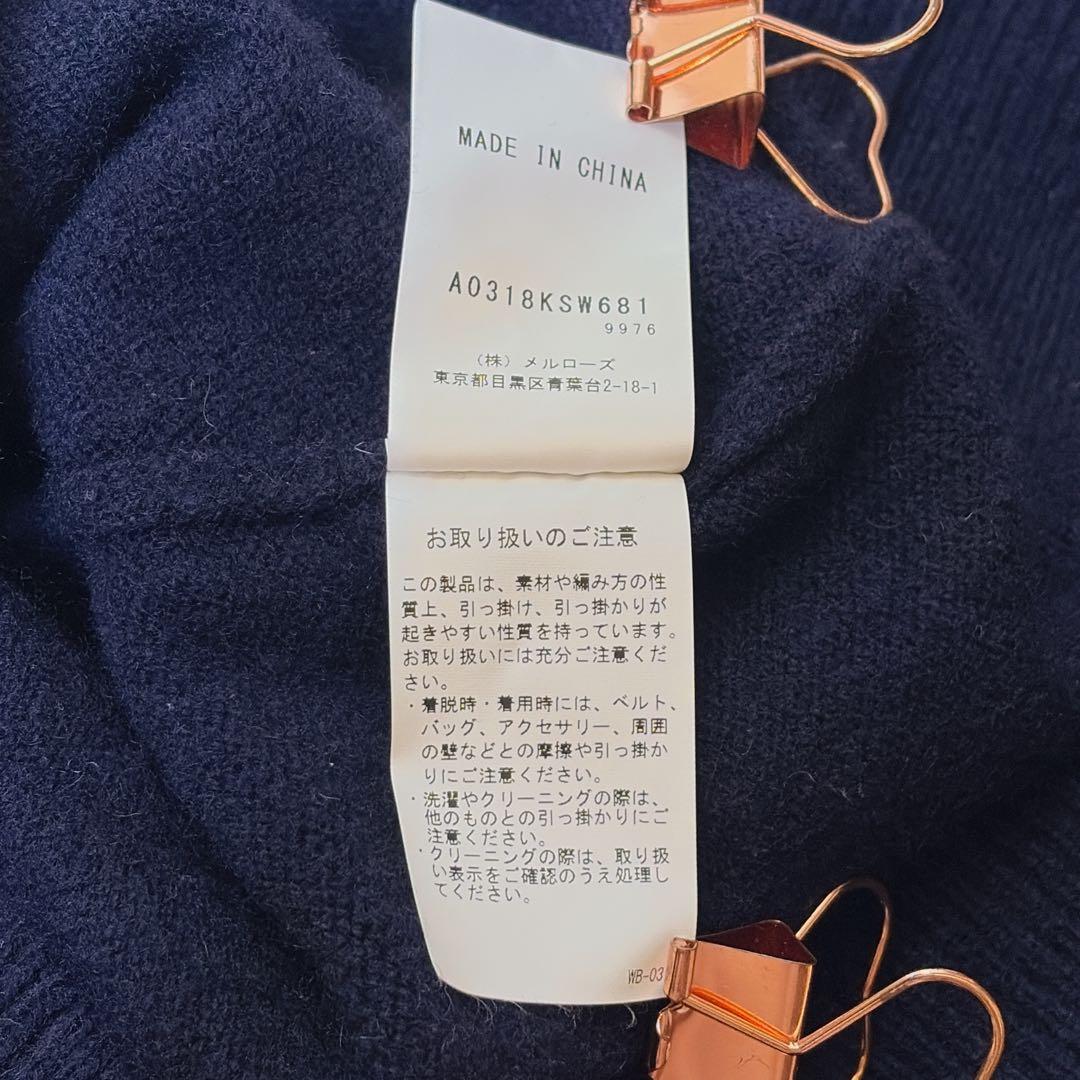 MADE IN CHINA
A0318KSW681
9976
(株) メルローズ
東京都目黒区青葉台2-18-1
お取り扱いのご注意
この製品は、素材や編み方の性
質上、引っ掛け、引っ掛かりが
起きやすい性質を持っています。
お取り扱いには充分ご注意くだ
さい。
・着脱時・着用時には、ベルト、
バッグ、アクセサリー、周囲
の壁などとの摩擦や引っ掛か
りにご注意ください。
・洗濯やクリーニングの際は、
他のものとの引っ掛かりにご
注意ください。
・クリーニングの際は、取り扱
い表示をご確認のうえ処理し
てください。
WB-03